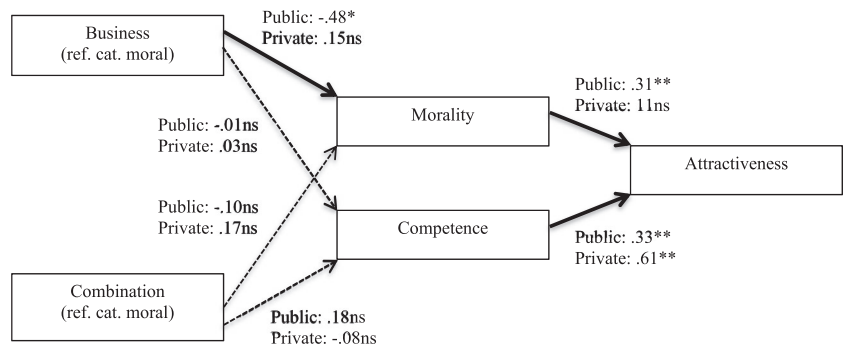 Public: -.48*
Private: .15ns
Business
(ref. cat. moral)
Public: .31**
Private: 11ns
Morality
Public: -.01ns
Private: .03ns
Attractiveness
Public: -.10ns
Private: .17ns
Competence
Public: .33**
Private: .61**
Combination
(ref. cat. moral)
Public: .18ns
Private: -.08ns